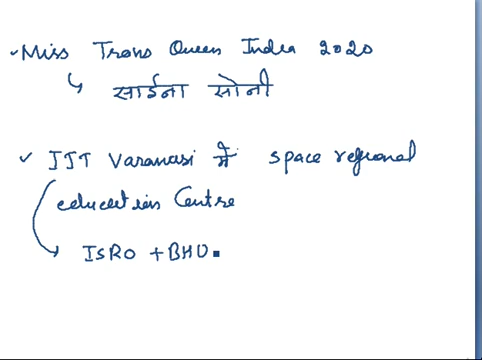 Miss Trans Queen India 2020
साईना सोनी
IIT Varanasi में space regional
education Centre
ISRO + BHU.